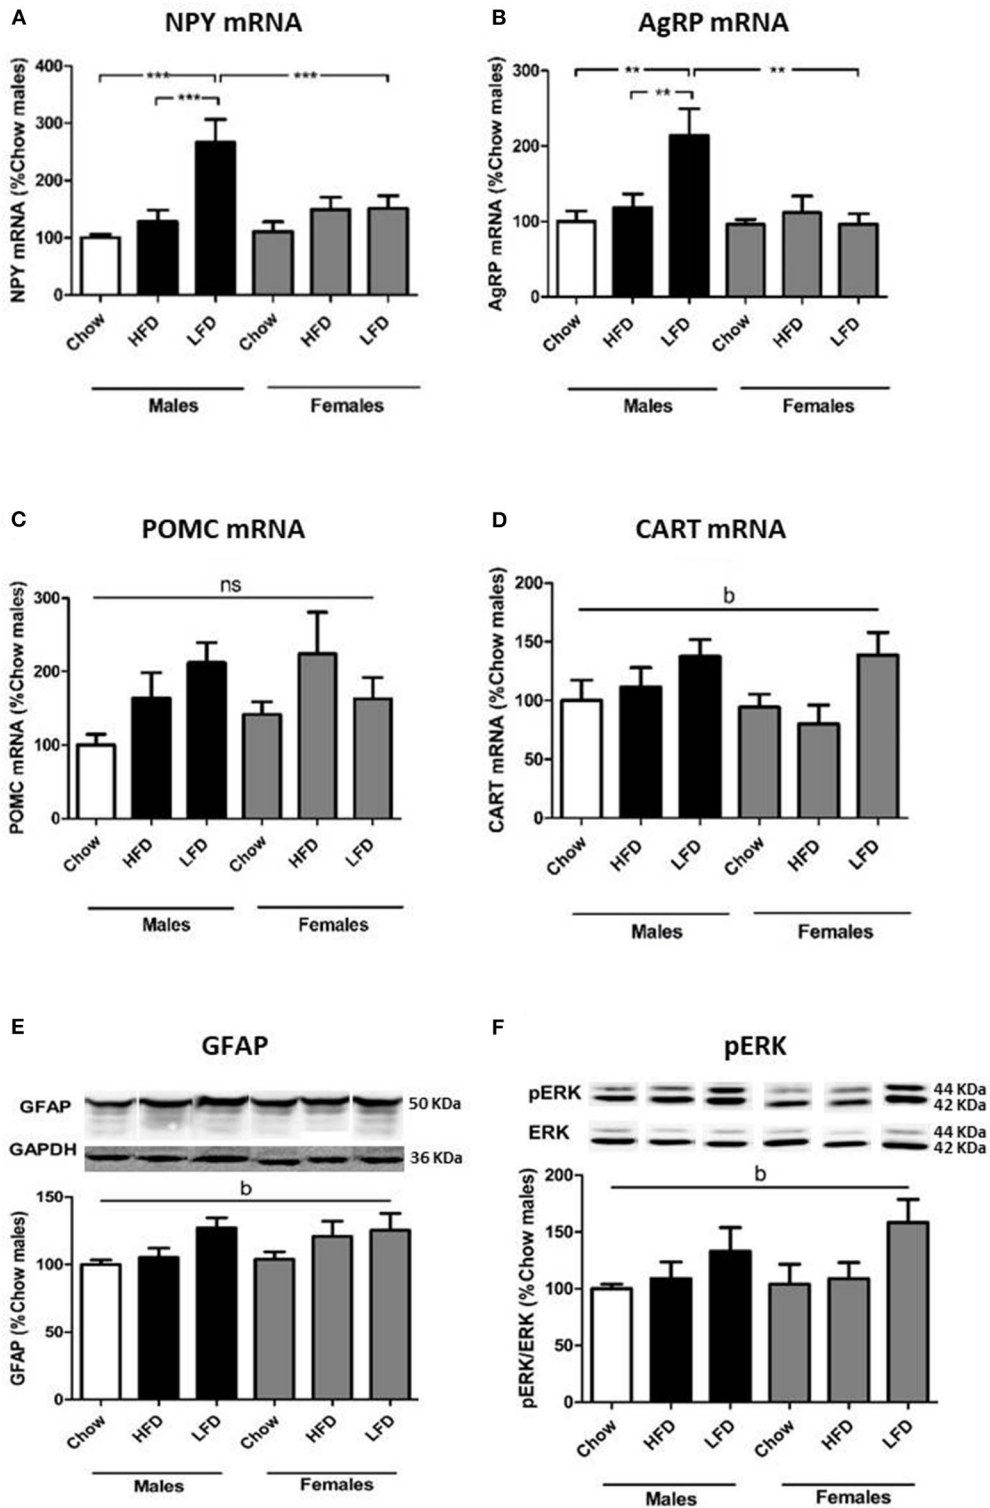 A
NPY mRNA
NPY mRNA (%Chow males)
400
300
200
100
0
*** ***
***
Chow HFD LFD Chow HFD LFD
Males Females
B
AgRP mRNA
AgRP mRNA (%Chow males)
300
200
100
0
** **
**
Chow HFD LFD Chow HFD LFD
Males Females
C
POMC mRNA
POMC mRNA (%Chow males)
300
200
100
0
ns
Chow HFD LFD Chow HFD LFD
Males Females
D
CART mRNA
CART mRNA (%Chow males)
200
150
100
50
0
b
Chow HFD LFD Chow HFD LFD
Males Females
E
GFAP
GFAP 50 KDa
GAPDH 36 KDa
GFAP (%Chow males)
150
100
50
0
b
Chow HFD LFD Chow HFD LFD
Males Females
F
pERK
pERK 44 KDa
42 KDa
ERK 44 KDa
42 KDa
pERK/ERK (%Chow males)
200
150
100
50
0
b
Chow HFD LFD Chow HFD LFD
Males Females